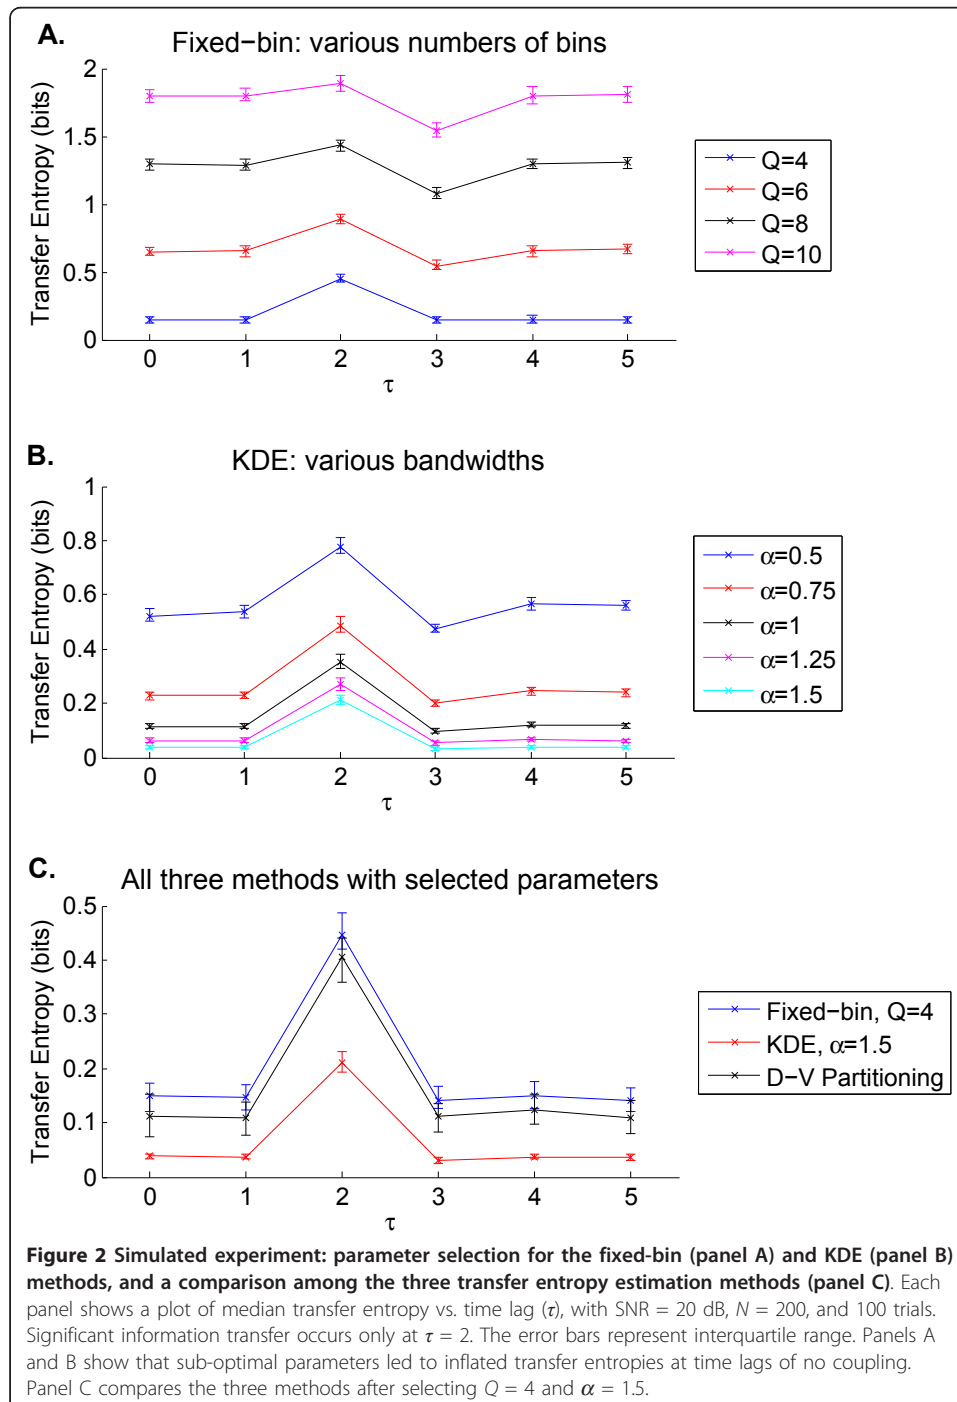 A.
Fixed−bin: various numbers of bins
Transfer Entropy (bits)
2
1.5
1
0.5
0
0 1 2 3 4 5
τ
Q=4
Q=6
Q=8
Q=10
B.
KDE: various bandwidths
Transfer Entropy (bits)
1
0.8
0.6
0.4
0.2
0
0 1 2 3 4 5
τ
α=0.5
α=0.75
α=1
α=1.25
α=1.5
C.
All three methods with selected parameters
Transfer Entropy (bits)
0.5
0.4
0.3
0.2
0.1
0
0 1 2 3 4 5
τ
Fixed−bin, Q=4
KDE, α=1.5
D−V Partitioning
Figure 2 Simulated experiment: parameter selection for the fixed-bin (panel A) and KDE (panel B)
methods, and a comparison among the three transfer entropy estimation methods (panel C). Each
panel shows a plot of median transfer entropy vs. time lag (τ), with SNR = 20 dB, N = 200, and 100 trials.
Significant information transfer occurs only at τ = 2. The error bars represent interquartile range. Panels A
and B show that sub-optimal parameters led to inflated transfer entropies at time lags of no coupling.
Panel C compares the three methods after selecting Q = 4 and α = 1.5.